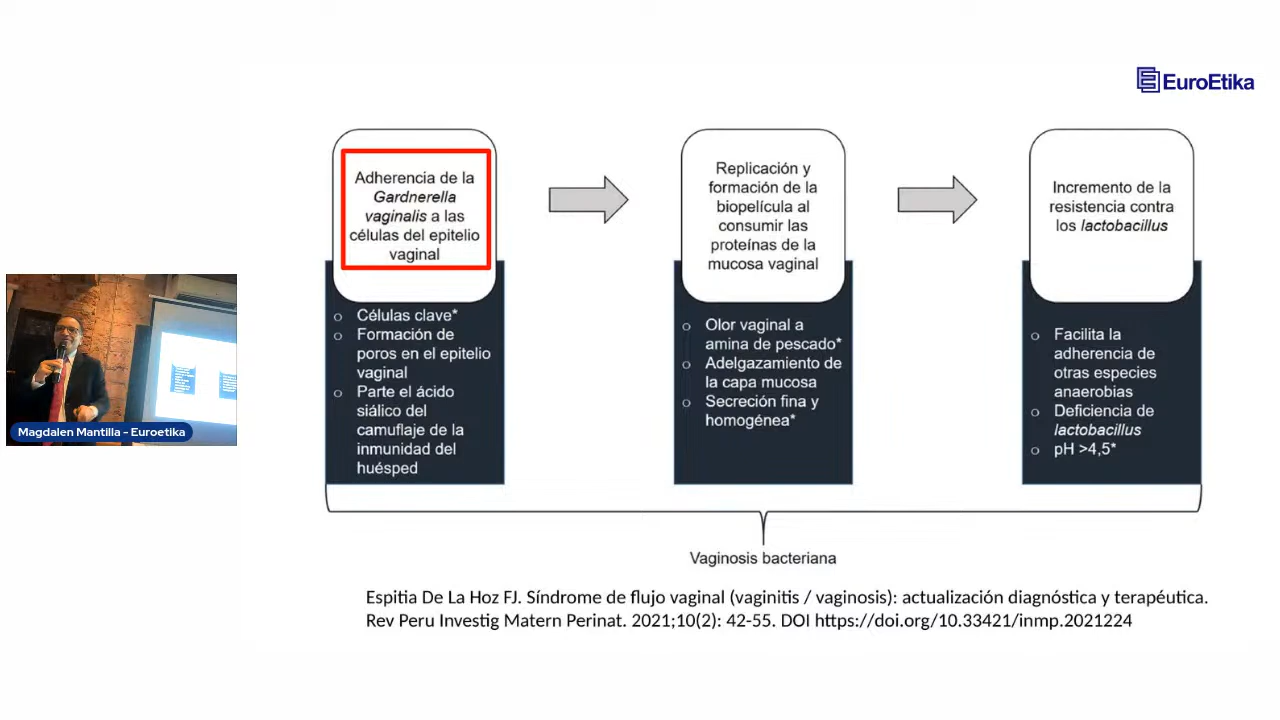 EuroEtika
Adherencia de la
Gardnerella
vaginalis a las
células del epitelio
vaginal
o Células clave*
o Formación de
poros en el epitelio
vaginal
o Parte el ácido
siálico del
camuflaje de la
inmunidad del
huésped
Replicación y
formación de la
biopelícula al
consumir las
proteínas de la
mucosa vaginal
o Olor vaginal a
amina de pescado*
o Adelgazamiento de
la capa mucosa
o Secreción fina y
homogénea*
Incremento de la
resistencia contra
los lactobacillus
o Facilita la
adherencia de
otras especies
anaerobias
o Deficiencia de
lactobacillus
o pH >4,5*
Magdalen Mantilla - Euroetika
Vaginosis bacteriana
Espitia De La Hoz FJ. Síndrome de flujo vaginal (vaginitis / vaginosis): actualización diagnóstica y terapéutica.
Rev Peru Investig Matern Perinat. 2021;10(2): 42-55. DOI https://doi.org/10.33421/inmp.2021224